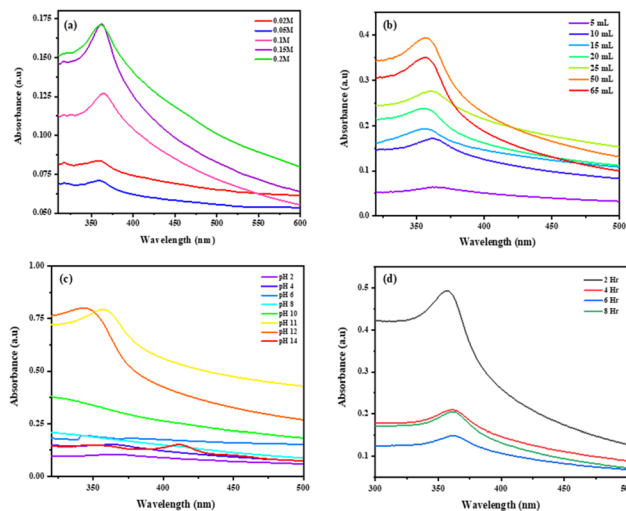 (a)
0.02M
0.05M
0.1M
0.15M
0.2M
0.175
0.150
0.125
0.100
0.075
0.050
Absorbance (a.u)
350 400 450 500 550 600
Wavelength (nm)
(b)
5 mL
10 mL
15 mL
20 mL
25 mL
50 mL
65 mL
0.4
0.3
0.2
0.1
0.0
Absorbance (a.u)
350 400 450 500
Wavelength (nm)
(c)
pH 2
pH 4
pH 6
pH 8
pH 10
pH 11
pH 12
pH 14
1.00
0.75
0.50
0.25
0.00
Absorbance (a.u)
350 400 450 500
Wavelength (nm)
(d)
2 Hr
4 Hr
6 Hr
8 Hr
0.5
0.4
0.3
0.2
0.1
Absorbance (a.u)
300 350 400 450 500
Wavelength (nm)